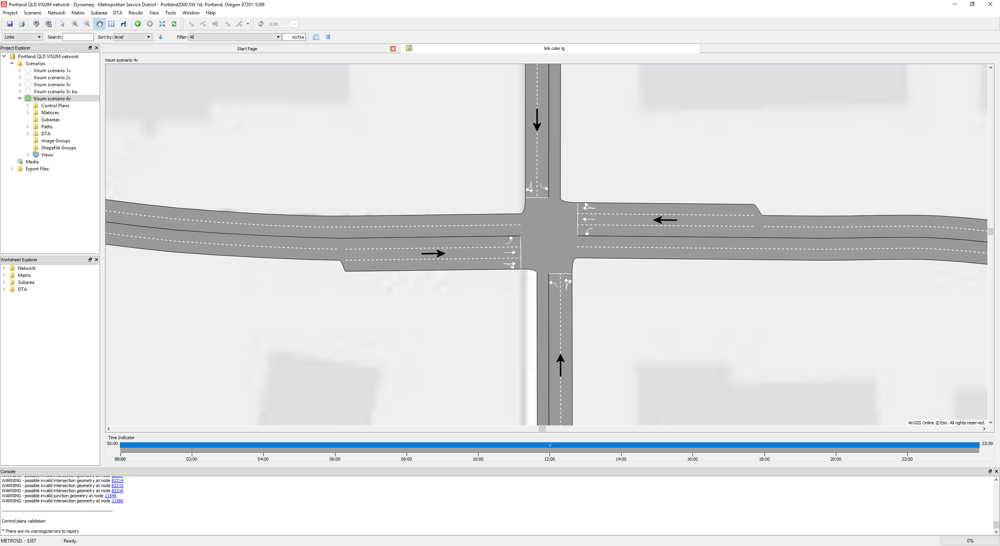 Portland QLD VISUM network - Dynameq - Metropolitan Service District - Portland2000 SW 1st, Portland, Oregon 97201-5398
Project Scenario Network Matrix Subarea DTA Results View Tools Window Help
0.00
Links Search: Sort by: level Filter: All 43754
Project Explorer
Portland QLD VISUM network
Scenarios
Visum scenario 1v
Visum scenario 2v
Visum scenario 3v
Visum scenario 3v bu
Visum scenario 4v
Control Plans
Matrices
Subareas
Paths
DTA
Image Groups
Shapefile Groups
Views
Media
Export Files
Worksheet Explorer
Network
Matrix
Subarea
DTA
Start Page
link color lg
Visum scenario 4v
ArcGIS Online © Esri. All rights reserved.
Time Indicator
00:00 23:59
00:00 02:00 04:00 06:00 08:00 10:00 12:00 14:00 16:00 18:00 20:00 22:00
Console
WARNING - possible invalid intersection geometry at node
WARNING - possible invalid intersection geometry at node 82214
WARNING - possible invalid intersection geometry at node 82215
WARNING - possible invalid intersection geometry at node 82216
WARNING - possible invalid junction geometry at node 11545
WARNING - possible invalid intersection geometry at node 11560
--------------------------------------------------------------------
Control plans validation
* There are no warnings/errors to report.
METROSD. - EJ87 Ready. 0%